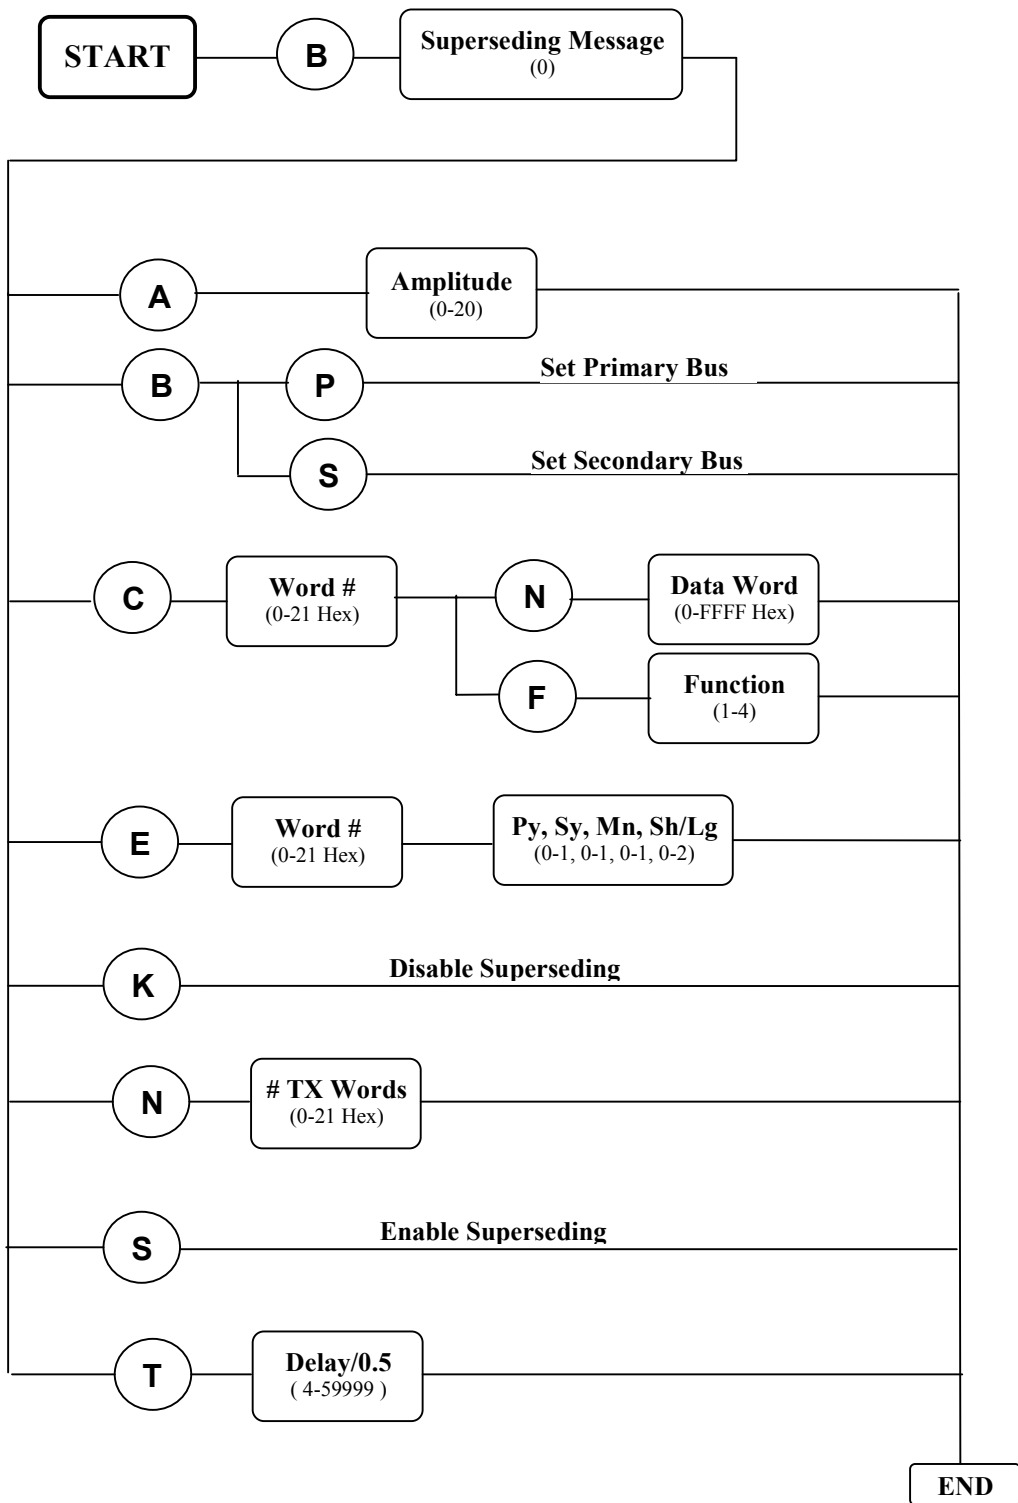 START
B
Superseding Message
(0)
A
Amplitude
(0-20)
B
P
Set Primary Bus
S
Set Secondary Bus
C
Word #
(0-21 Hex)
N
Data Word
(0-FFFF Hex)
F
Function
(1-4)
E
Word #
(0-21 Hex)
Py, Sy, Mn, Sh/Lg
(0-1, 0-1, 0-1, 0-2)
K
Disable Superseding
N
# TX Words
(0-21 Hex)
S
Enable Superseding
T
Delay/0.5
( 4-59999 )
END